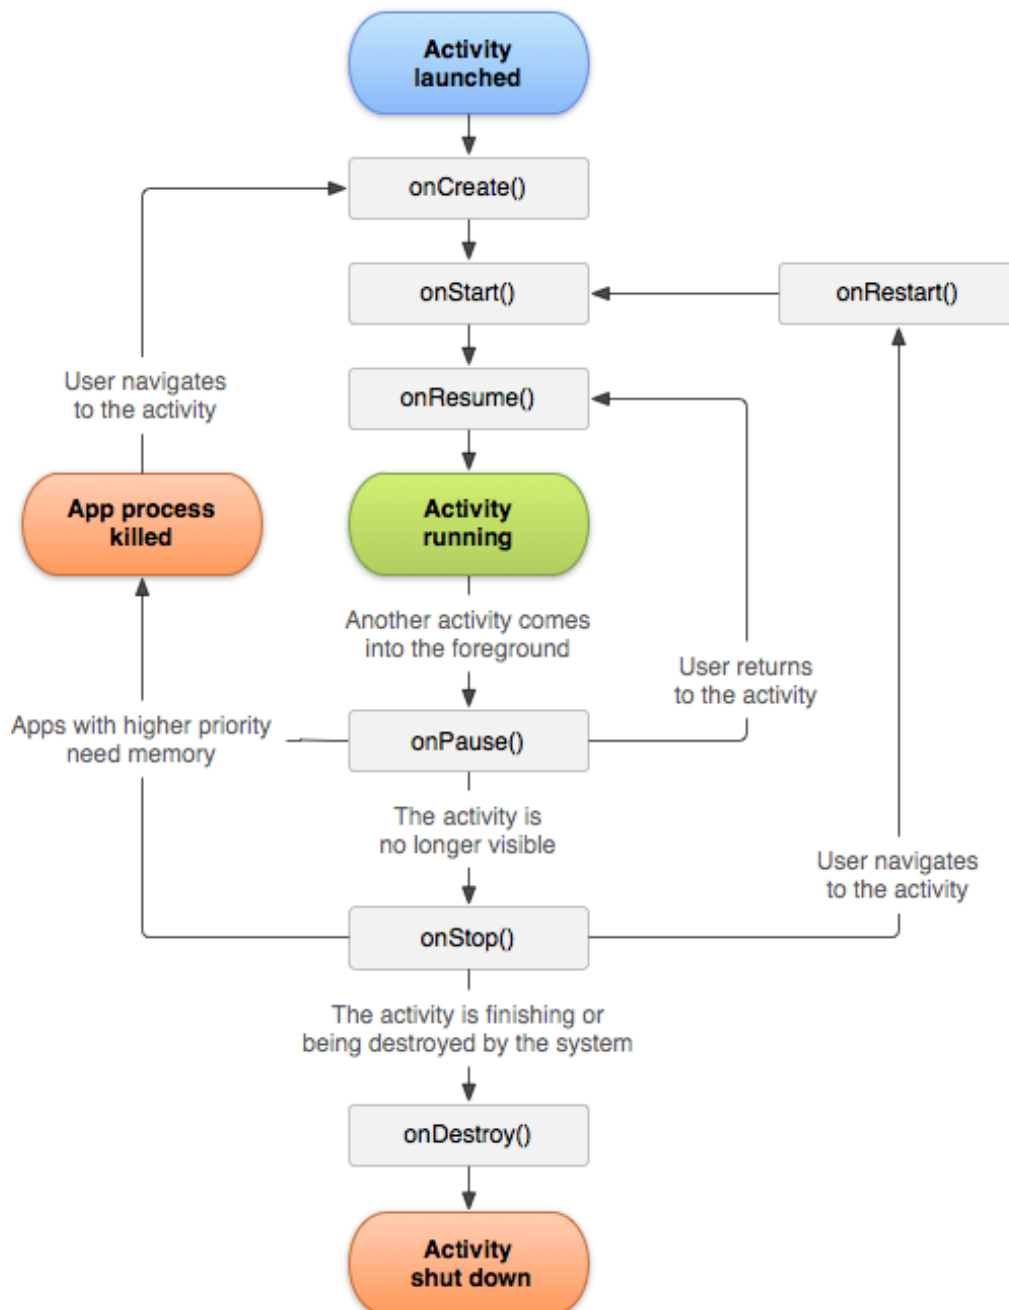 Activity
launched
onCreate()
onStart()
onRestart()
User navigates
to the activity
onResume()
App process
killed
Activity
running
Another activity comes
into the foreground
User returns
to the activity
Apps with higher priority
need memory
onPause()
The activity is
no longer visible
User navigates
to the activity
onStop()
The activity is finishing or
being destroyed by the system
onDestroy()
Activity
shut down